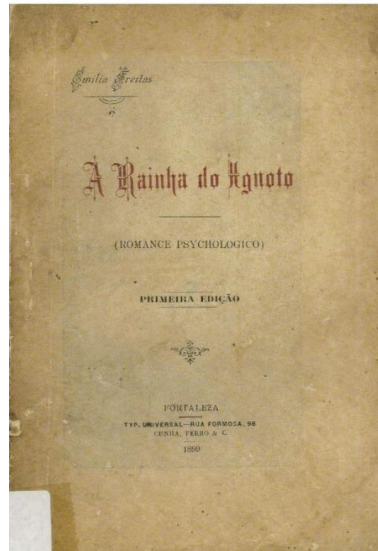 Emilia Freitas
A Rainha do Ignoto
(ROMANCE PSYCHOLOGICO)
PRIMEIRA EDIÇÃO
FORTALEZA
TYP. UNIVERSAL—RUA FORMOSA, 98
CUNHA, FERRO & C.
1899